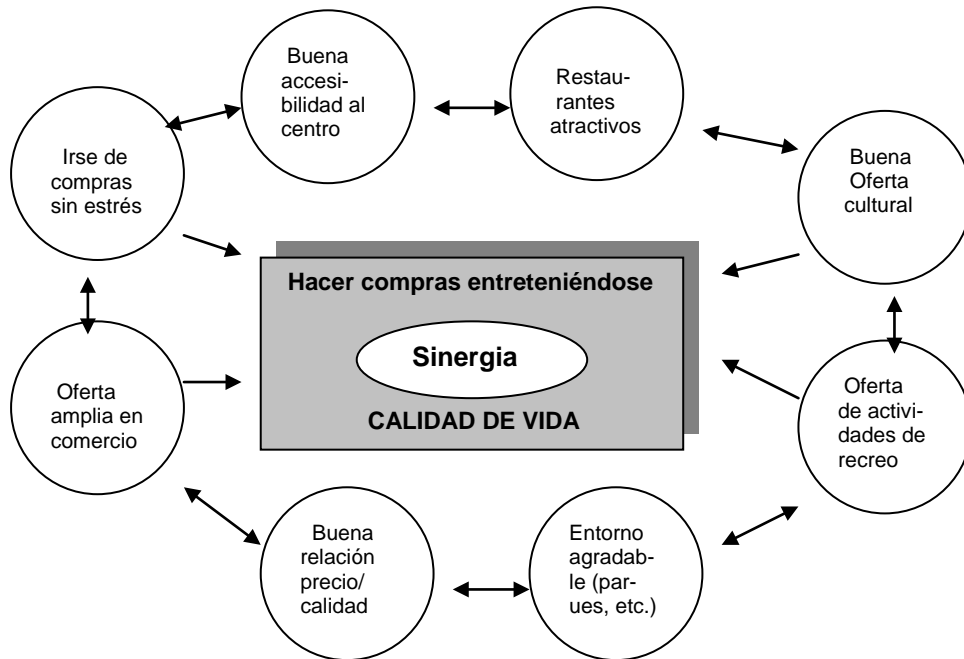 Buena
accesi-
bilidad al
centro
Restau-
rantes
atractivos
Irse de
compras
sin estrés
Buena
Oferta
cultural
Hacer compras entreteniéndose
Sinergia
CALIDAD DE VIDA
Oferta
amplia en
comercio
Oferta
de activi-
dades de
recreo
Buena
relación
precio/
calidad
Entorno
agradab-
le (par-
ues, etc.)